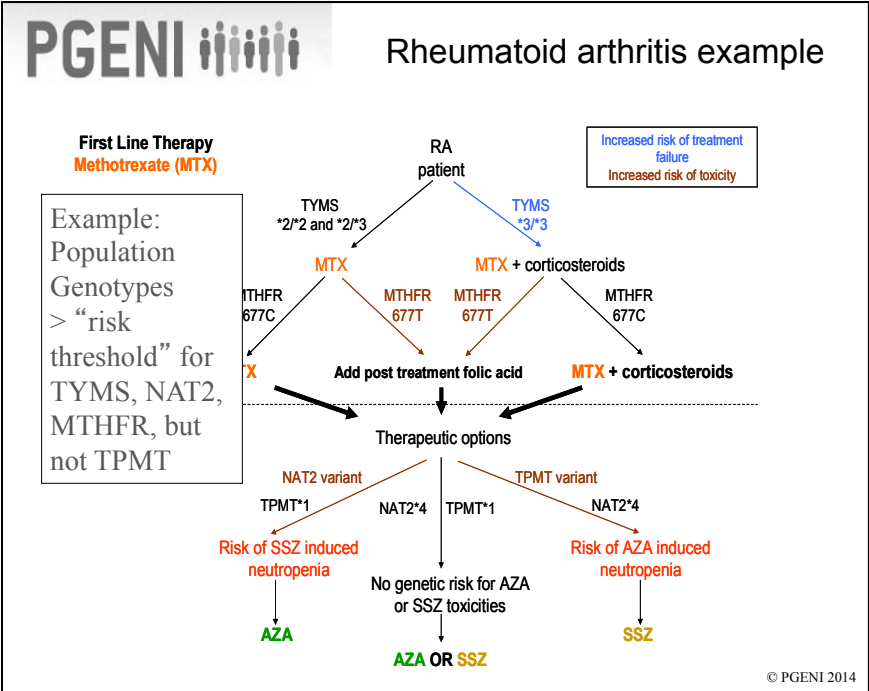 PGENI
Rheumatoid arthritis example
First Line Therapy
Methotrexate (MTX)
RA
patient
Increased risk of treatment
failure
Increased risk of toxicity
TYMS
*2/*2 and *2/*3
TYMS
*3/*3
Example:
Population
Genotypes
> “risk
threshold” for
TYMS, NAT2,
MTHFR, but
not TPMT
MTX
MTX + corticosteroids
MTHFR
677C
MTHFR
677T
MTHFR
677T
MTHFR
677C
TX
Add post treatment folic acid
MTX + corticosteroids
Therapeutic options
NAT2 variant
TPMT*1
NAT2*4
TPMT*1
TPMT variant
NAT2*4
Risk of SSZ induced
neutropenia
No genetic risk for AZA
or SSZ toxicities
Risk of AZA induced
neutropenia
AZA
AZA OR SSZ
SSZ
© PGENI 2014